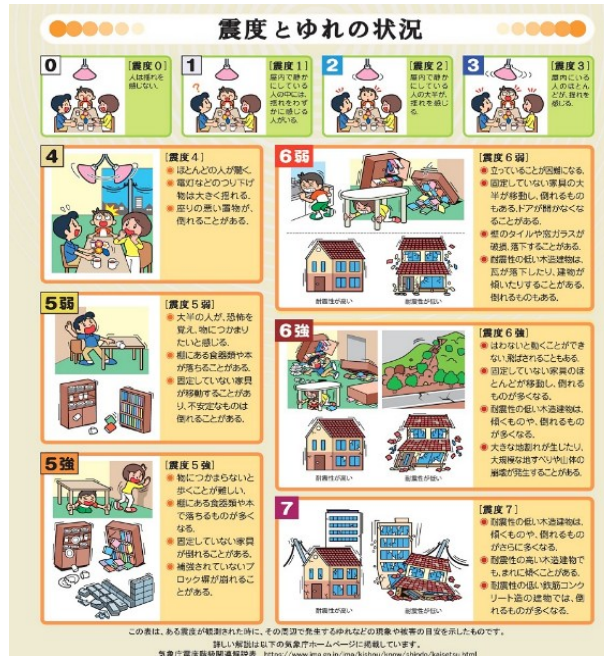 震度とゆれの状況
0
[震度0]
人は揺れを
感じない。
1
[震度1]
屋内で静か
にしている
人の中には、
揺れをわず
かに感じる
人がいる。
2
[震度2]
屋内で静か
にしている
人の大半が、
揺れを感じ
る。
3
[震度3]
屋内にいる
人のほとん
どが、揺れを
感じる。
4
[震度4]
ほとんどの人が驚く。
電灯などのつり下げ
物は大きく揺れる。
座りの悪い置物が、
倒れることがある。
5弱
[震度5弱]
大半の人が、恐怖を
覚え、物につかまり
たいと感じる。
棚にある食器類や本
が落ちることがある。
固定していない家具
が移動することがあ
り、不安定なものは
倒れることがある。
5強
[震度5強]
物につかまらないと
歩くことが難しい。
棚にある食器類や本
で落ちるものが多く
なる。
固定していない家具
が倒れることがある。
補強されていないブ
ロック塀が崩れるこ
とがある。
6弱
[震度6弱]
立っていることが困難になる。
固定していない家具の大
半が移動し、倒れるもの
もある。ドアが開かなくな
ることがある。
壁のタイルや窓ガラスが
破損、落下することがある。
耐震性の低い木造建物は、
瓦が落下したり、建物が
傾いたりすることがある。
倒れるものもある。
耐震性が高い
耐震性が低い
6強
[震度6強]
はわないと動くことができ
ない。飛ばされることもある。
固定していない家具のほ
とんどが移動し、倒れる
ものが多くなる。
耐震性の低い木造建物は、
傾くものや、倒れるもの
が多くなる。
大きな地割れが生じたり、
大規模な地すべりや山体の
崩壊が発生することがある。
耐震性が高い
耐震性が低い
7
[震度7]
耐震性の低い木造建物は、
傾くものや、倒れるもの
がさらに多くなる。
耐震性の高い木造建物で
も、まれに傾くことがある。
耐震性の低い鉄筋コンク
リート造の建物では、倒
れるものが多くなる。
耐震性が高い
耐震性が低い
この表は、ある震度が観測された時に、その周辺で発生するゆれなどの現象や被害の目安を示したものです。
詳しい解説は以下の気象庁ホームページに掲載しています。
気象庁震度階級関連解説表 https://www.jma.go.jp/jma/kishou/know/shindo/kaisetsu.html